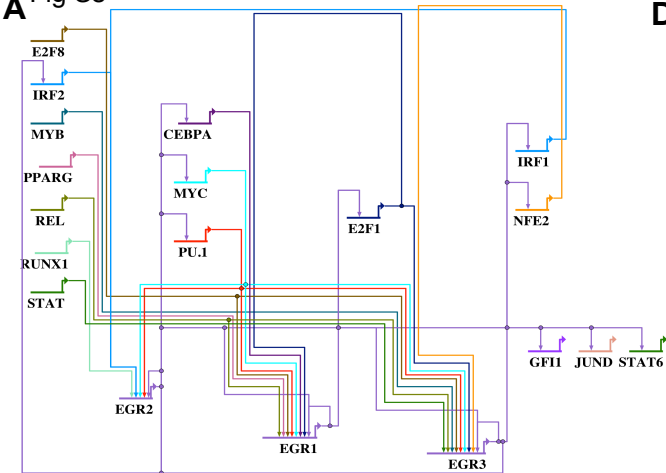 A
D
E2F8
IRF2
MYB
CEBPA
IRF1
PPARG
MYC
REL
E2F1
NFE2
PU.1
RUNX1
STAT
GFI1 JUND STAT6
EGR2
EGR1
EGR3